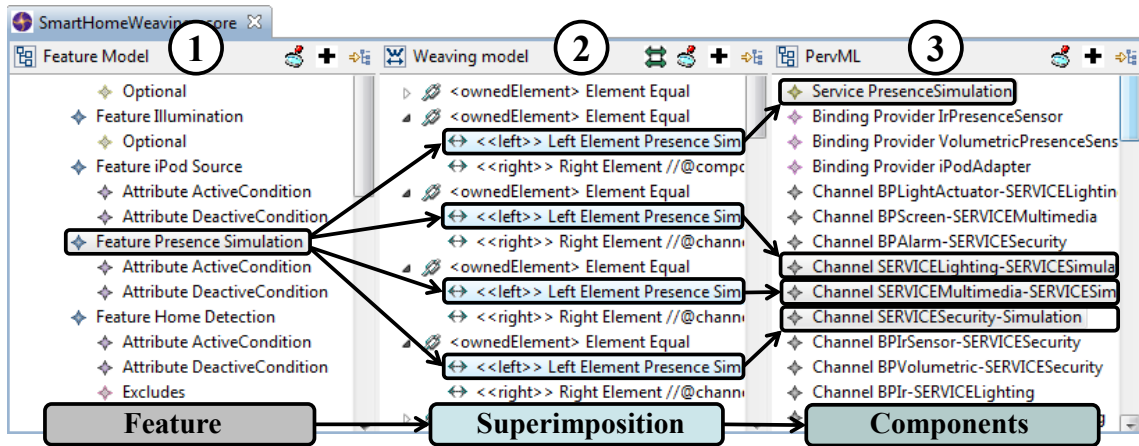 SmartHomeWeaving core
1
2
3
Feature Model
Optional
Feature Illumination
Optional
Feature iPod Source
Attribute ActiveCondition
Attribute DeactiveCondition
Feature Presence Simulation
Attribute ActiveCondition
Attribute DeactiveCondition
Feature Home Detection
Attribute ActiveCondition
Attribute DeactiveCondition
Excludes
Feature
Weaving model
<ownedElement> Element Equal
<ownedElement> Element Equal
<<left>> Left Element Presence Sim
<<right>> Right Element //@compo
<ownedElement> Element Equal
<<left>> Left Element Presence Sim
<<right>> Right Element //@channe
<ownedElement> Element Equal
<<left>> Left Element Presence Sim
<<right>> Right Element //@channe
<ownedElement> Element Equal
<<left>> Left Element Presence Sim
<<right>> Right Element //@channe
Superimposition
PervML
Service PresenceSimulation
Binding Provider IrPresenceSensor
Binding Provider VolumetricPresenceSens
Binding Provider iPodAdapter
Channel BPLightActuator-SERVICELightin
Channel BPScreen-SERVICEMultimedia
Channel BPAlarm-SERVICESecurity
Channel SERVICELighting-SERVICESimula
Channel SERVICEMultimedia-SERVICESim
Channel SERVICESecurity-Simulation
Channel BPIrSensor-SERVICESecurity
Channel BPVolumetric-SERVICESecurity
Channel BPIr-SERVICELighting
Components